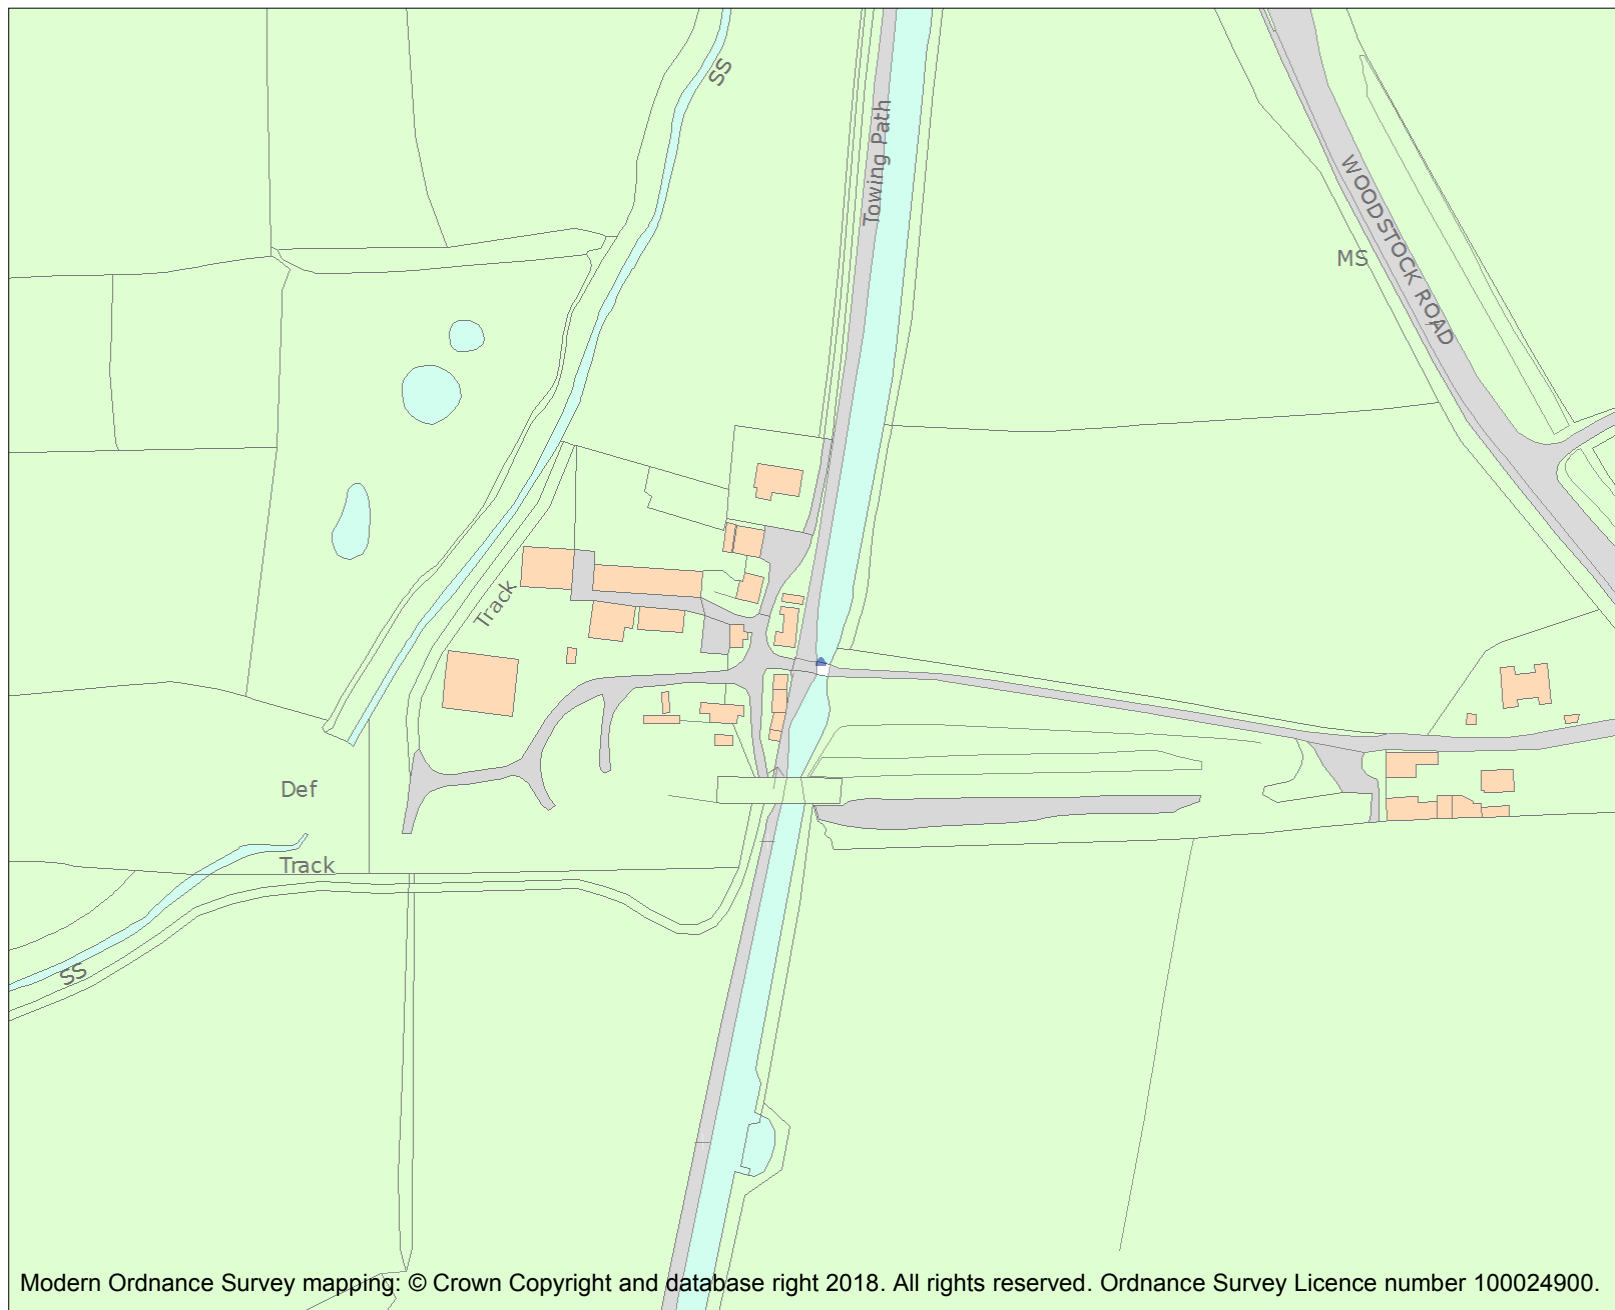 SS
Towing Path
WOODSTOCK ROAD
MS
Track
Def
Track
SS
Modern Ordnance Survey mapping: © Crown Copyright and database right 2018. All rights reserved. Ordnance Survey Licence number 100024900.